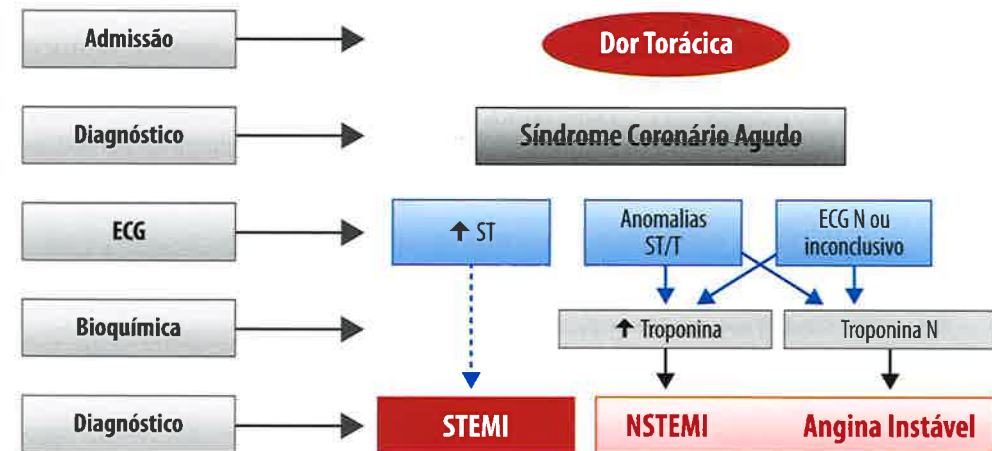 Admissão
Dor Torácica
Diagnóstico
Síndrome Coronário Agudo
ECG
↑ ST
Anomalias
ST/T
ECG N ou
inconclusivo
Bioquímica
↑ Troponina
Troponina N
Diagnóstico
STEMI
NSTEMI
Angina Instável